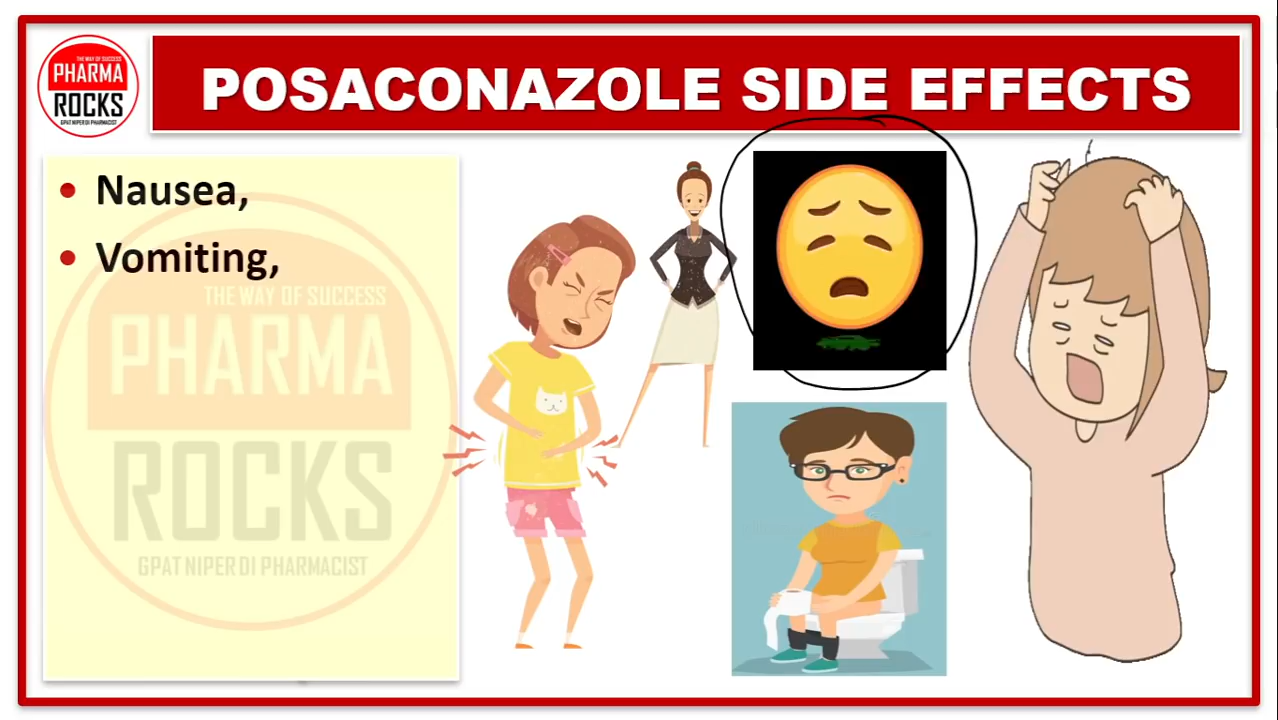 THE WAY OF SUCCESS
PHARMA
ROCKS
GPAT NIPER DI PHARMACIST
POSACONAZOLE SIDE EFFECTS
• Nausea,
• Vomiting,
THE WAY OF SUCCESS
PHARMA
ROCKS
GPAT NIPER DI PHARMACIST